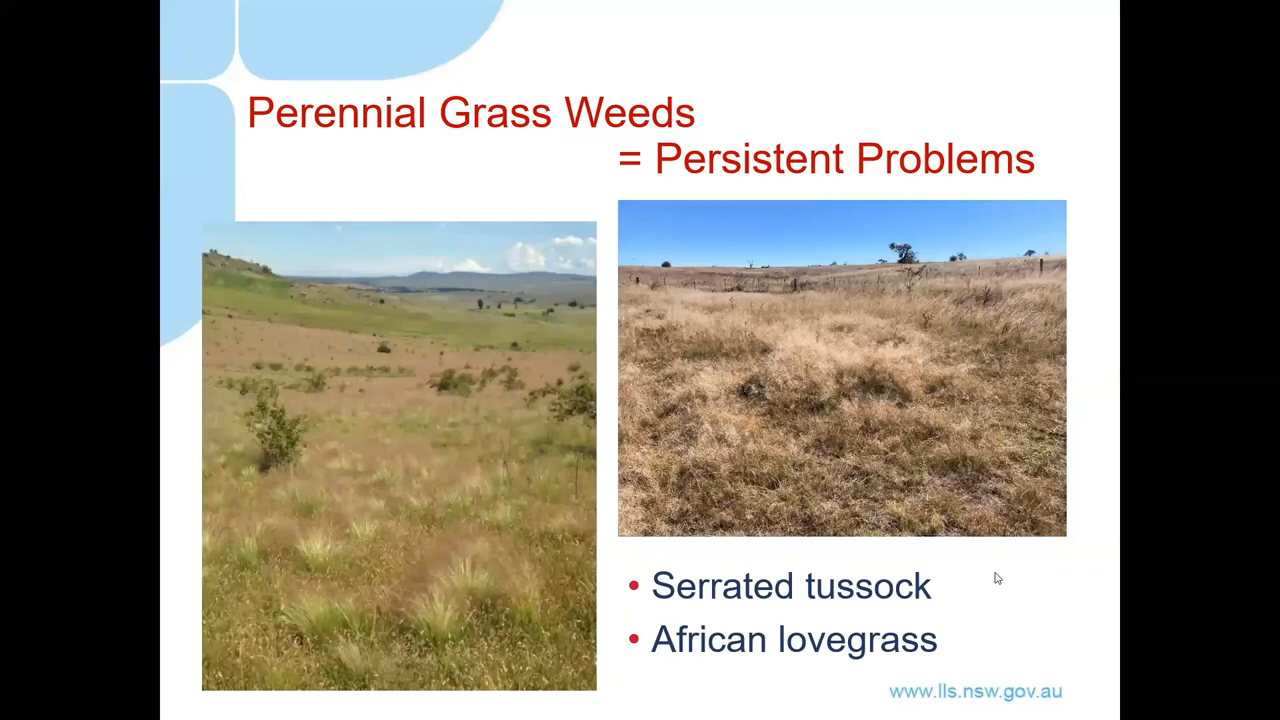 Perennial Grass Weeds
= Persistent Problems
• Serrated tussock
• African lovegrass
www.lls.nsw.gov.au